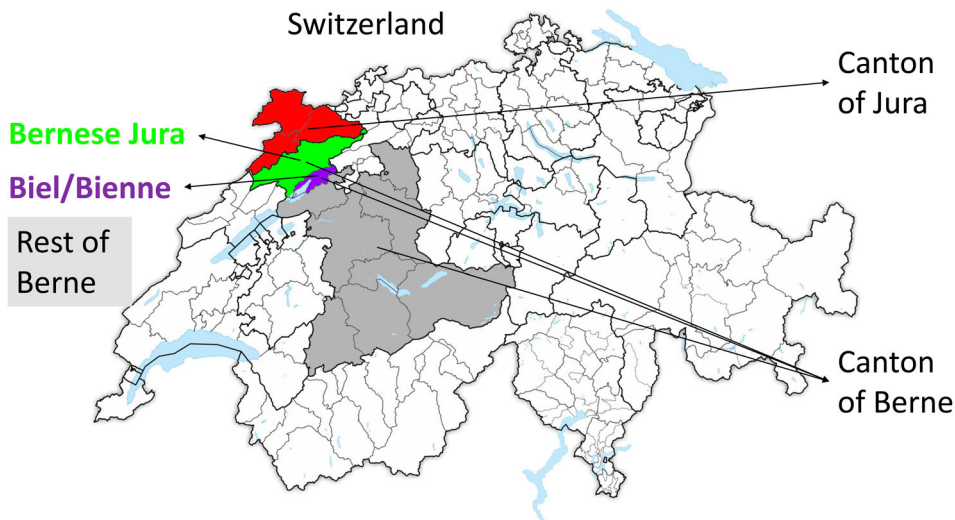 Switzerland
Canton
of Jura
Bernese Jura
Biel/Bienne
Rest of
Berne
Canton
of Berne